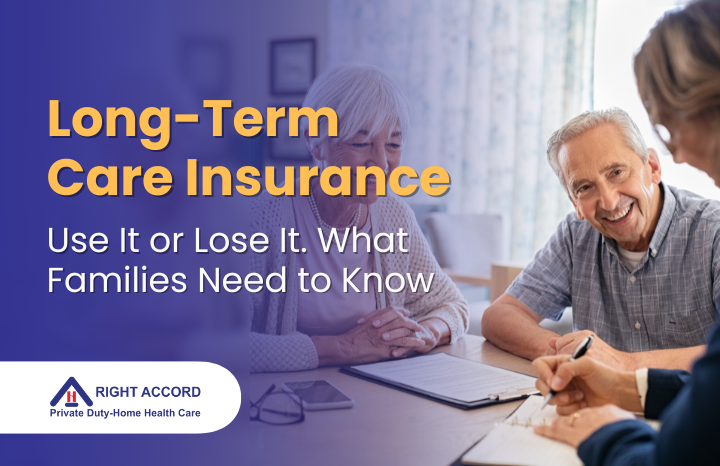 Long-Term
Care Insurance
Use It or Lose It. What
Families Need to Know
RIGHT ACCORD
Private Duty-Home Health Care